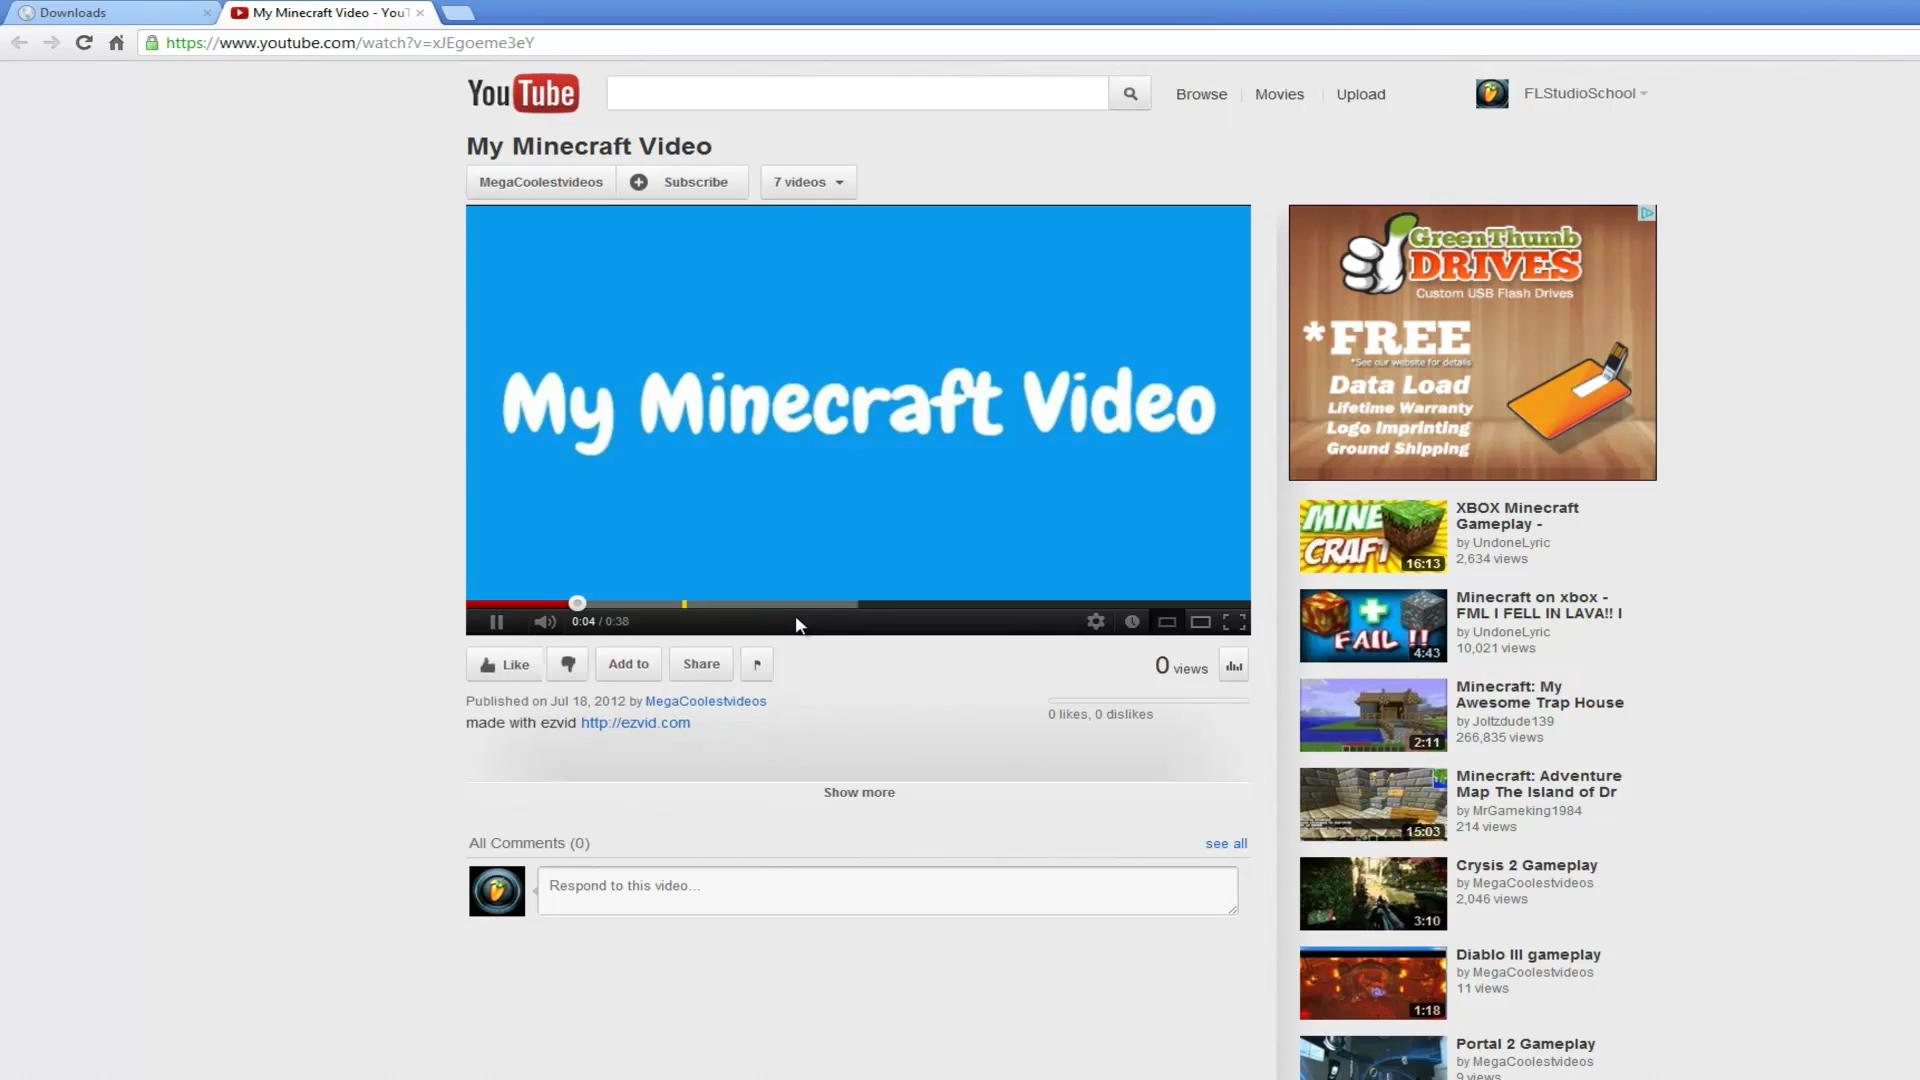 Downloads
My Minecraft Video - YouT
https://www.youtube.com/watch?v=xJEgoeme3eY
YouTube
Browse
Movies
Upload
FLStudioSchool
My Minecraft Video
MegaCoolestvideos
Subscribe
7 videos
My Minecraft Video
0:04 / 0:38
Like
Add to
Share
0 views
Published on Jul 18, 2012 by MegaCoolestvideos
0 likes, 0 dislikes
made with ezvid http://ezvid.com
Show more
All Comments (0)
see all
Respond to this video...
GreenThumb
DRIVES
Custom USB Flash Drives
*FREE
*See our website for details
Data Load
Lifetime Warranty
Logo Imprinting
Ground Shipping
MINE
CRAFT
16:13
XBOX Minecraft
Gameplay -
by UndoneLyric
2,634 views
FAIL !!
4:43
Minecraft on xbox -
FML I FELL IN LAVA!! I
by UndoneLyric
10,021 views
2:11
Minecraft: My
Awesome Trap House
by Joltzdude139
266,835 views
15:03
Minecraft: Adventure
Map The Island of Dr
by MrGameking1984
214 views
3:10
Crysis 2 Gameplay
by MegaCoolestvideos
2,046 views
1:18
Diablo III gameplay
by MegaCoolestvideos
11 views
Portal 2 Gameplay
by MegaCoolestvideos
9 views